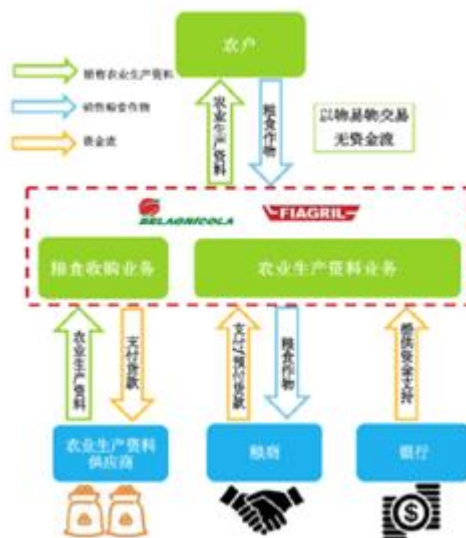 农户
销售农业生产资料
销售粮食作物
资金流
农业生产资料
粮食作物
以物易物交易
无资金流
BELAGRÍCOLA
FIAGRIL
粮食收购业务
农业生产资料业务
农业生产资料
支付货款
支付/预付货款
粮食作物
提供资金支持
农业生产资料
供应商
粮商
银行